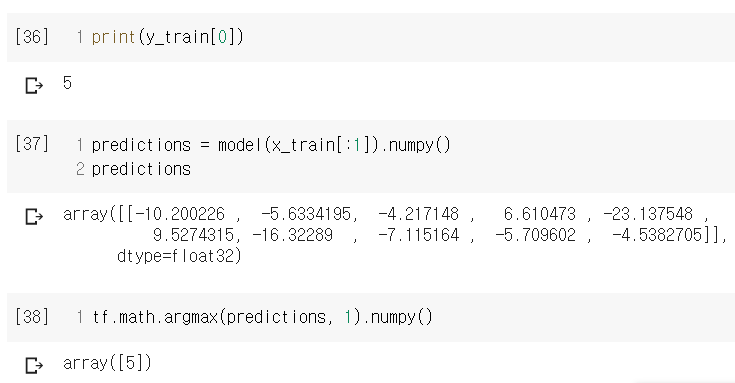 [36] 1 print(y_train[0])
5
[37] 1 predictions = model(x_train[:1]).numpy()
2 predictions
array([[-10.200226 , -5.6334195, -4.217148 , 6.610473 , -23.137548 ,
9.5274315, -16.32289 , -7.115164 , -5.709602 , -4.5382705]],
dtype=float32)
[38] 1 tf.math.argmax(predictions, 1).numpy()
array([5])